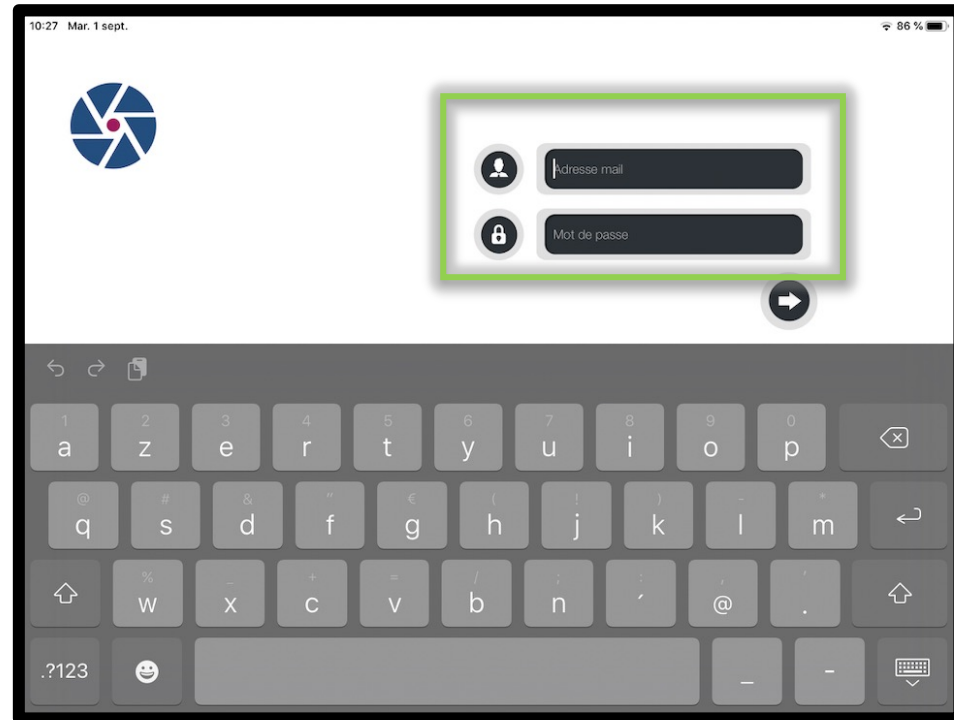 10:27 Mar. 1 sept. 86 %
Adresse mail
Mot de passe
1 2 3 4 5 6 7 8 9 0
a z e r t y u i o p
@ # & " € ( ! ) - *
q s d f g h j k l m
% _ + = / ; : , '
w x c v b n ´ @ .
.?123 _ -